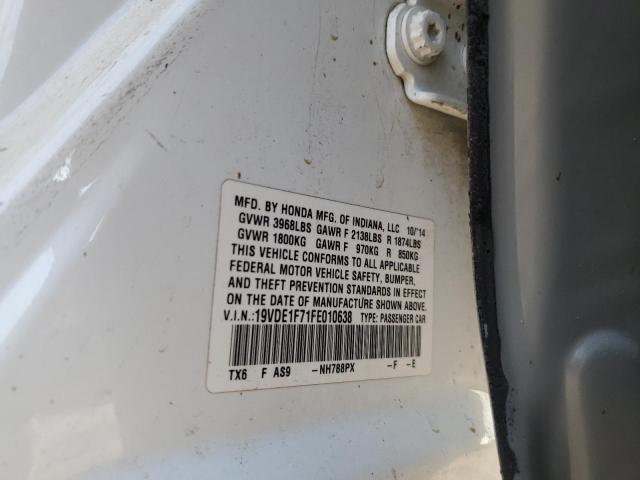 MFD. BY HONDA MFG. OF INDIANA, LLC 10/'14
GVWR 3968LBS GAWR F 2138LBS R 1874LBS
GVWR 1800KG GAWR F 970KG R 850KG
THIS VEHICLE CONFORMS TO ALL APPLICABLE
FEDERAL MOTOR VEHICLE SAFETY, BUMPER,
AND THEFT PREVENTION STANDARDS IN EFFECT
ON THE DATE OF MANUFACTURE SHOWN ABOVE.
V.I.N.:19VDE1F71FE010638 TYPE: PASSENGER CAR
TX6 F AS9 -NH788PX -F -E